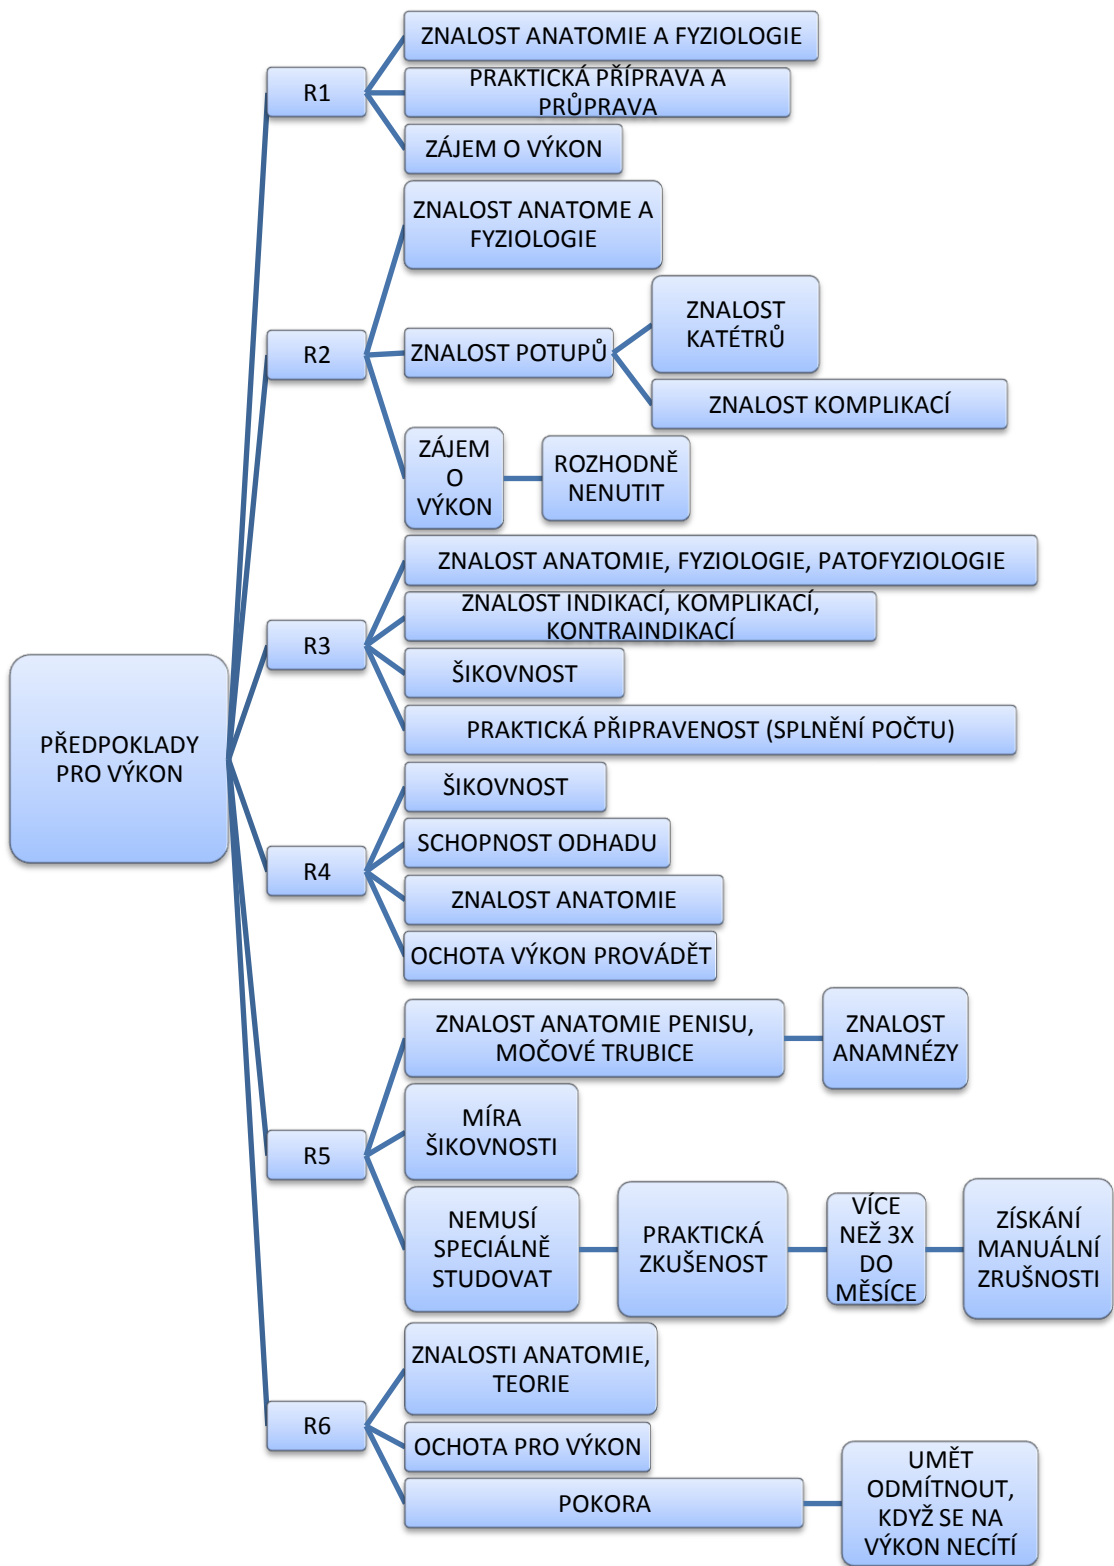 ZNALOST ANATOMIE A FYZIOLOGIE
R1
PRAKTICKÁ PŘÍPRAVA A
PRŮPRAVA
ZÁJEM O VÝKON
ZNALOST ANATOME A
FYZIOLOGIE
R2
ZNALOST POTUPŮ
ZNALOST
KATÉTRŮ
ZNALOST KOMPLIKACÍ
ZÁJEM
O
VÝKON
ROZHODNĚ
NENUTIT
PŘEDPOKLADY
PRO VÝKON
R3
ZNALOST ANATOMIE, FYZIOLOGIE, PATOFYZIOLOGIE
ZNALOST INDIKACÍ, KOMPLIKACÍ,
KONTRAINDIKACÍ
ŠIKOVNOST
PRAKTICKÁ PŘIPRAVENOST (SPLNĚNÍ POČTU)
R4
ŠIKOVNOST
SCHOPNOST ODHADU
ZNALOST ANATOMIE
OCHOTA VÝKON PROVÁDĚT
R5
ZNALOST ANATOMIE PENISU,
MOČOVÉ TRUBICE
ZNALOST
ANAMNÉZY
MÍRA
ŠIKOVNOSTI
NEMUSÍ
SPECIÁLNĚ
STUDOVAT
PRAKTICKÁ
ZKUŠENOST
VÍCE
NEŽ 3X
DO
MĚSÍCE
ZÍSKÁNÍ
MANUÁLNÍ
ZRUŠNOSTI
R6
ZNALOSTI ANATOMIE,
TEORIE
OCHOTA PRO VÝKON
POKORA
UMĚT
ODMÍTNOUT,
KDYŽ SE NA
VÝKON NECÍTÍ